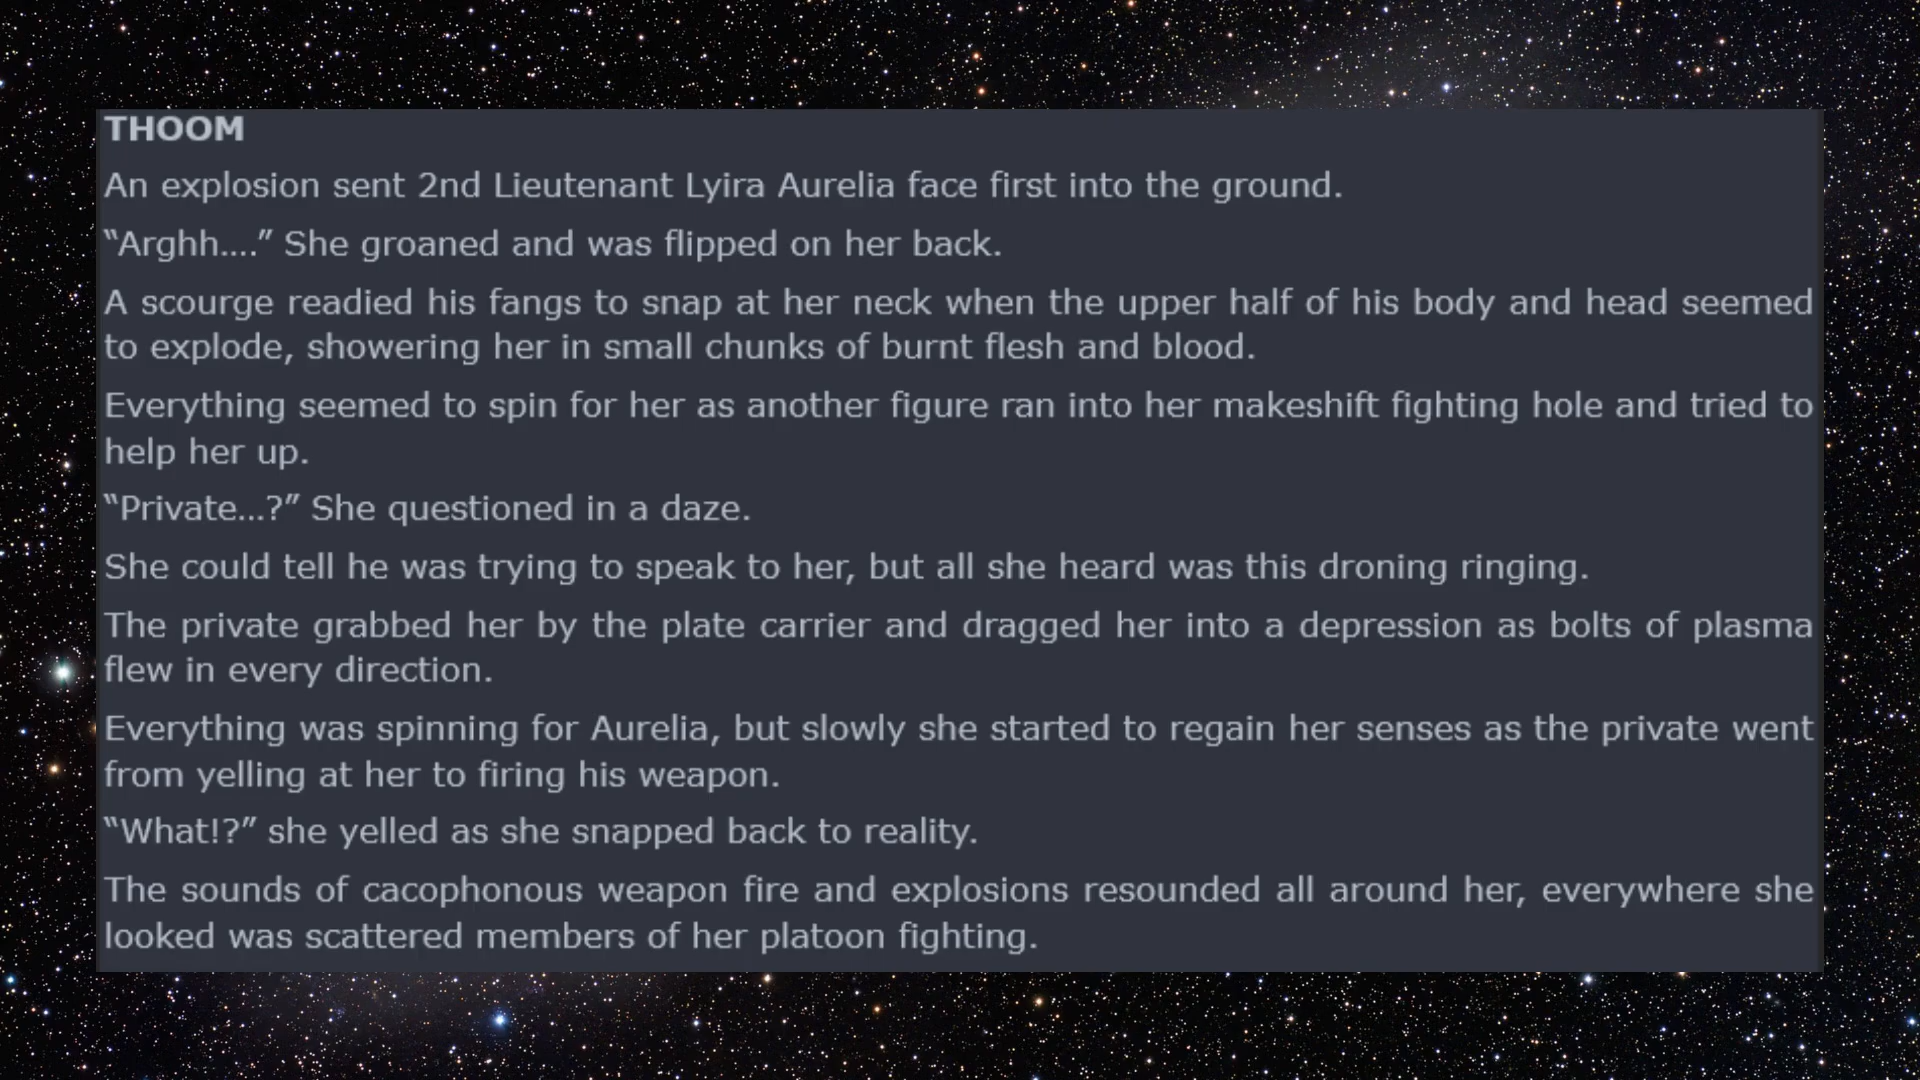 THOOM
An explosion sent 2nd Lieutenant Lyira Aurelia face first into the ground.
“Arghh....” She groaned and was flipped on her back.
A scourge readied his fangs to snap at her neck when the upper half of his body and head seemed
to explode, showering her in small chunks of burnt flesh and blood.
Everything seemed to spin for her as another figure ran into her makeshift fighting hole and tried to
help her up.
“Private...?” She questioned in a daze.
She could tell he was trying to speak to her, but all she heard was this droning ringing.
The private grabbed her by the plate carrier and dragged her into a depression as bolts of plasma
flew in every direction.
Everything was spinning for Aurelia, but slowly she started to regain her senses as the private went
from yelling at her to firing his weapon.
“What!?” she yelled as she snapped back to reality.
The sounds of cacophonous weapon fire and explosions resounded all around her, everywhere she
looked was scattered members of her platoon fighting.